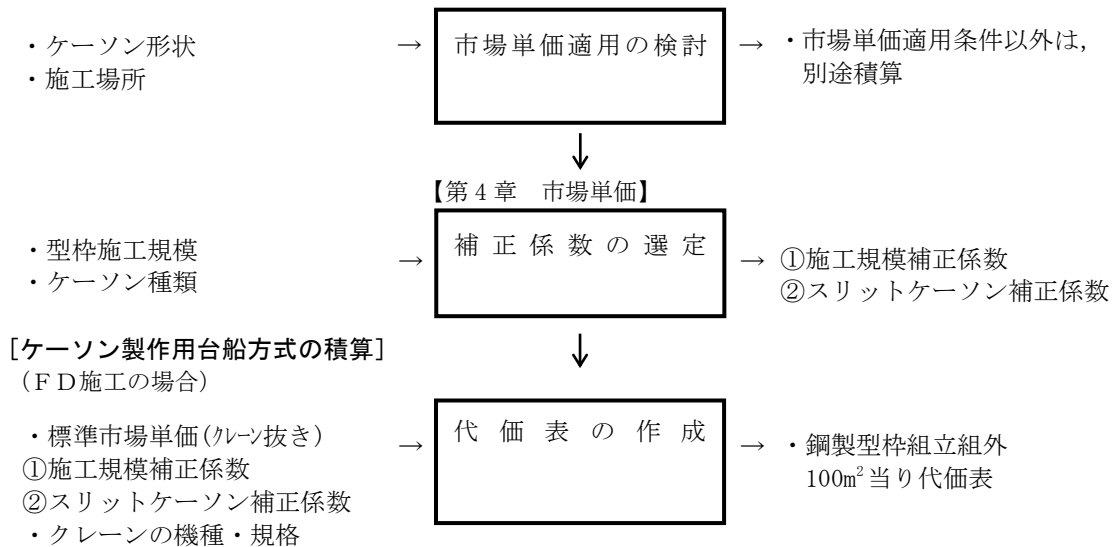 ・ケーソン形状
・施工場所
→
市場単価適用の検討
→
・市場単価適用条件以外は,
別途積算
↓
【第4章　市場単価】
・型枠施工規模
・ケーソン種類
→
補正係数の選定
→
①施工規模補正係数
②スリットケーソン補正係数
↓
[ケーソン製作用台船方式の積算]
(FD施工の場合)
・標準市場単価(クレーン抜き)
①施工規模補正係数
②スリットケーソン補正係数
・クレーンの機種・規格
→
代価表の作成
→
・鋼製型枠組立組外
100m²当り代価表